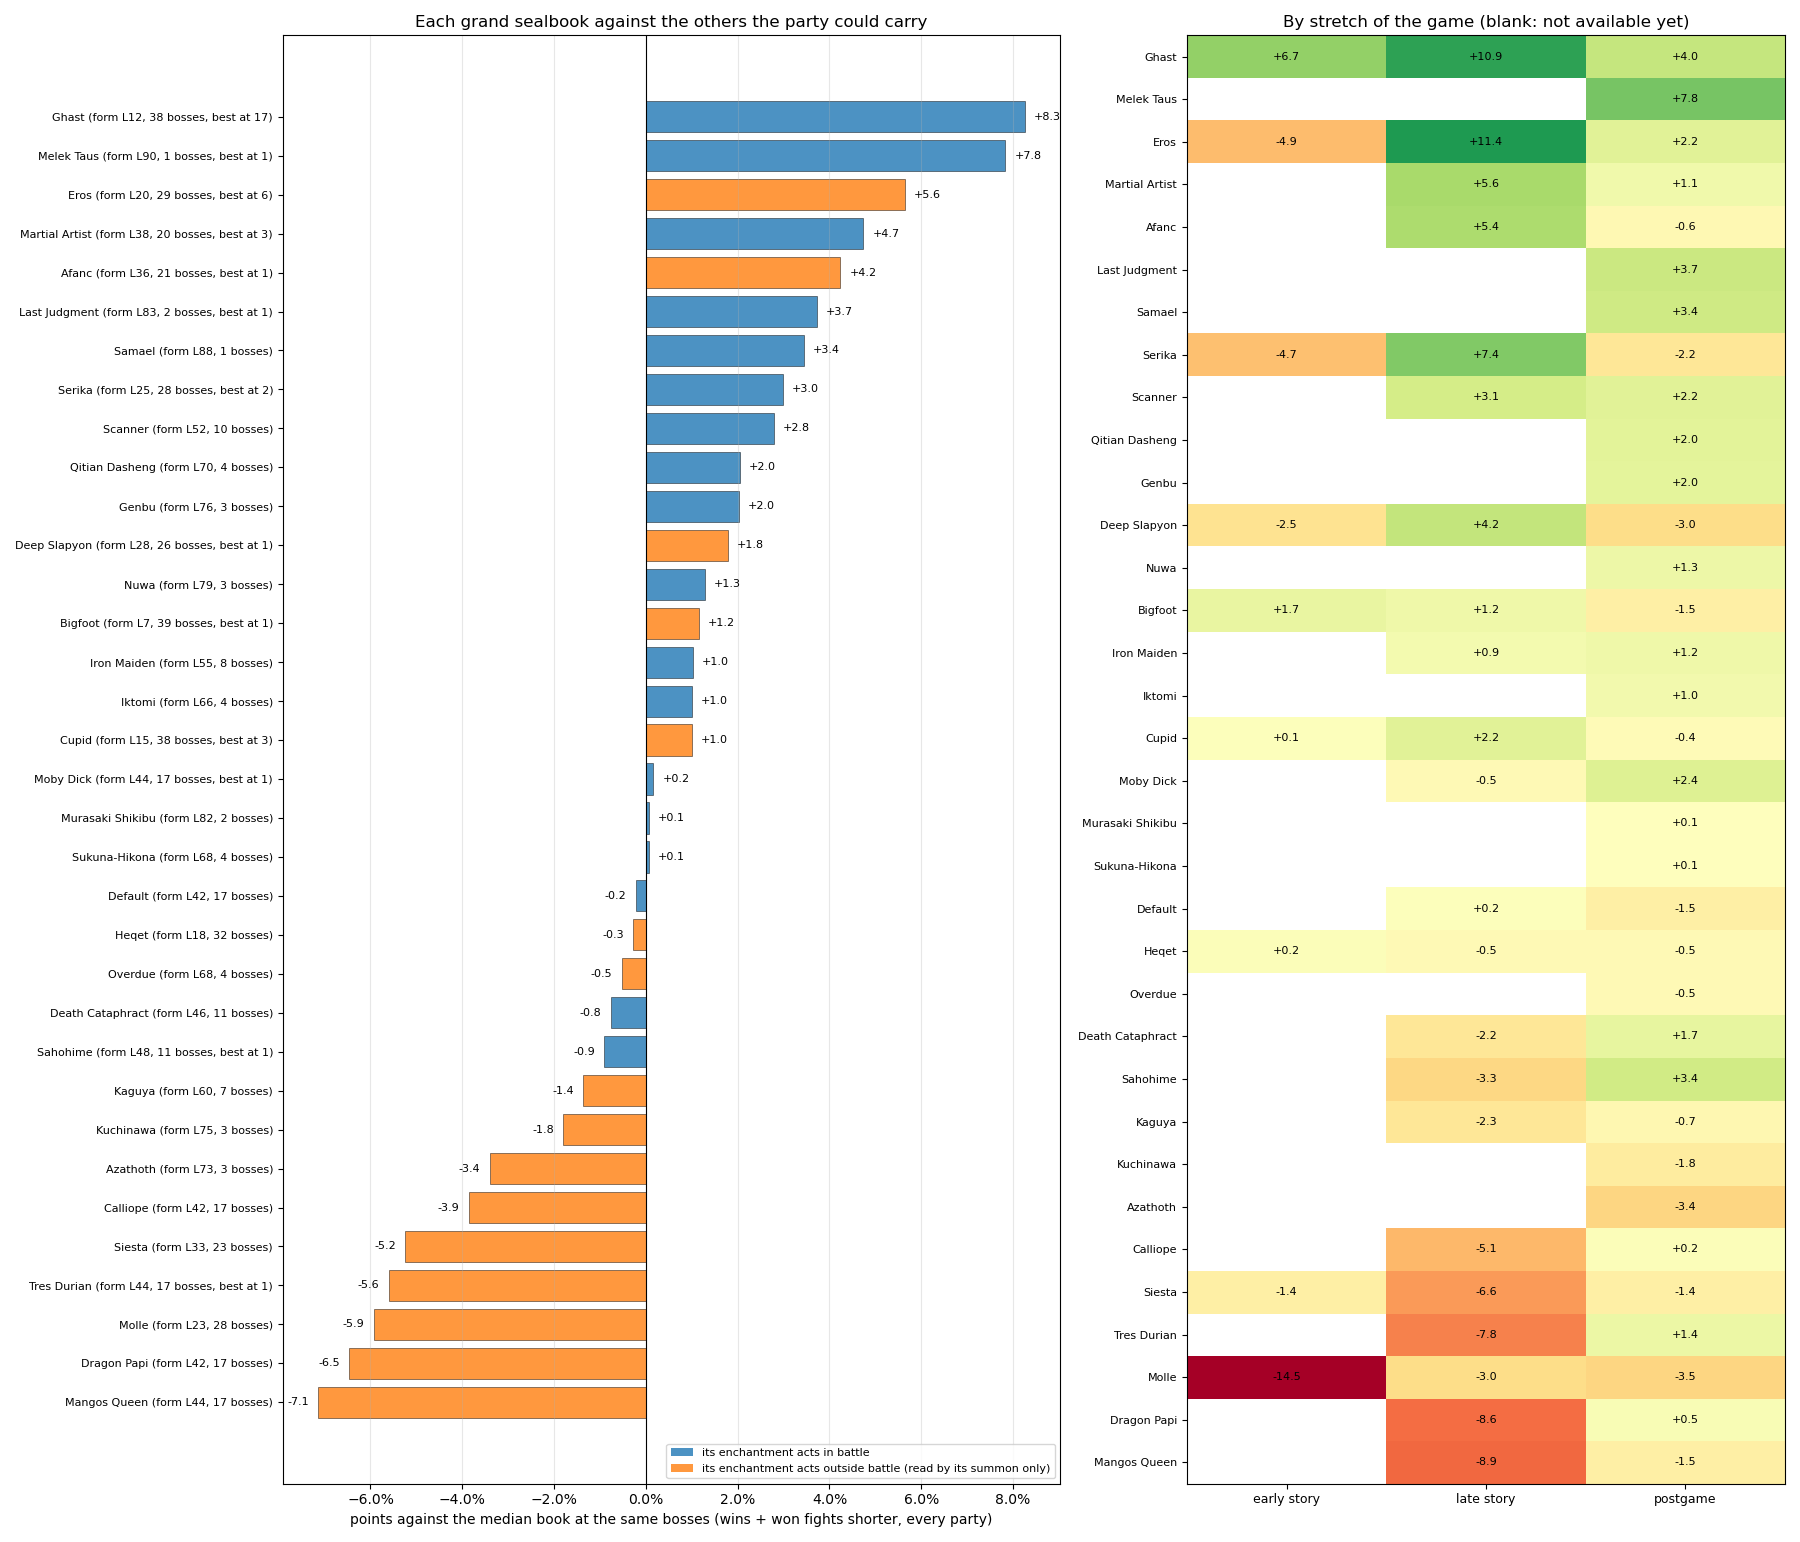 Each grand sealbook against the others the party could carry
Ghast (form L12, 38 bosses, best at 17)
+8.3
Melek Taus (form L90, 1 bosses, best at 1)
+7.8
Eros (form L20, 29 bosses, best at 6)
+5.6
Martial Artist (form L38, 20 bosses, best at 3)
+4.7
Afanc (form L36, 21 bosses, best at 1)
+4.2
Last Judgment (form L83, 2 bosses, best at 1)
+3.7
Samael (form L88, 1 bosses)
+3.4
Serika (form L25, 28 bosses, best at 2)
+3.0
Scanner (form L52, 10 bosses)
+2.8
Qitian Dasheng (form L70, 4 bosses)
+2.0
Genbu (form L76, 3 bosses)
+2.0
Deep Slapyon (form L28, 26 bosses, best at 1)
+1.8
Nuwa (form L79, 3 bosses)
+1.3
Bigfoot (form L7, 39 bosses, best at 1)
+1.2
Iron Maiden (form L55, 8 bosses)
+1.0
Iktomi (form L66, 4 bosses)
+1.0
Cupid (form L15, 38 bosses, best at 3)
+1.0
Moby Dick (form L44, 17 bosses, best at 1)
+0.2
Murasaki Shikibu (form L82, 2 bosses)
+0.1
Sukuna-Hikona (form L68, 4 bosses)
+0.1
Default (form L42, 17 bosses)
-0.2
Heqet (form L18, 32 bosses)
-0.3
Overdue (form L68, 4 bosses)
-0.5
Death Cataphract (form L46, 11 bosses)
-0.8
Sahohime (form L48, 11 bosses, best at 1)
-0.9
Kaguya (form L60, 7 bosses)
-1.4
Kuchinawa (form L75, 3 bosses)
-1.8
Azathoth (form L73, 3 bosses)
-3.4
Calliope (form L42, 17 bosses)
-3.9
Siesta (form L33, 23 bosses)
-5.2
Tres Durian (form L44, 17 bosses, best at 1)
-5.6
Molle (form L23, 28 bosses)
-5.9
Dragon Papi (form L42, 17 bosses)
-6.5
Mangos Queen (form L44, 17 bosses)
-7.1
its enchantment acts in battle
its enchantment acts outside battle (read by its summon only)
−6.0% −4.0% −2.0% 0.0% 2.0% 4.0% 6.0% 8.0%
points against the median book at the same bosses (wins + won fights shorter, every party)
By stretch of the game (blank: not available yet)
Ghast +6.7 +10.9 +4.0
Melek Taus +7.8
Eros -4.9 +11.4 +2.2
Martial Artist +5.6 +1.1
Afanc +5.4 -0.6
Last Judgment +3.7
Samael +3.4
Serika -4.7 +7.4 -2.2
Scanner +3.1 +2.2
Qitian Dasheng +2.0
Genbu +2.0
Deep Slapyon -2.5 +4.2 -3.0
Nuwa +1.3
Bigfoot +1.7 +1.2 -1.5
Iron Maiden +0.9 +1.2
Iktomi +1.0
Cupid +0.1 +2.2 -0.4
Moby Dick -0.5 +2.4
Murasaki Shikibu +0.1
Sukuna-Hikona +0.1
Default +0.2 -1.5
Heqet +0.2 -0.5 -0.5
Overdue -0.5
Death Cataphract -2.2 +1.7
Sahohime -3.3 +3.4
Kaguya -2.3 -0.7
Kuchinawa -1.8
Azathoth -3.4
Calliope -5.1 +0.2
Siesta -1.4 -6.6 -1.4
Tres Durian -7.8 +1.4
Molle -14.5 -3.0 -3.5
Dragon Papi -8.6 +0.5
Mangos Queen -8.9 -1.5
early story late story postgame